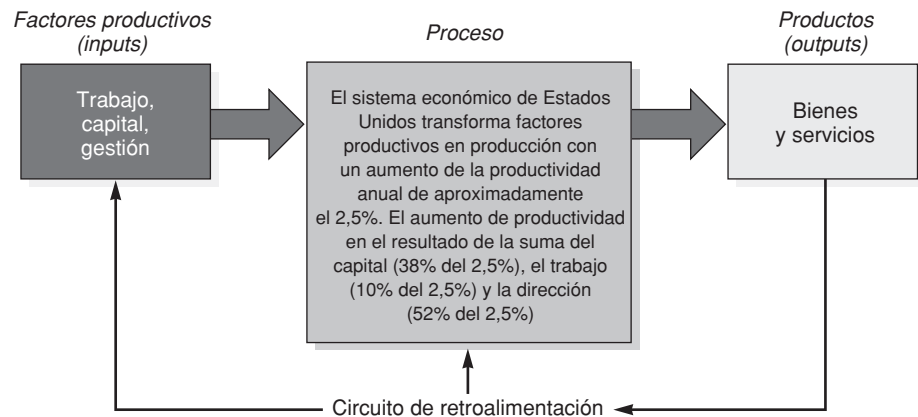 Factores productivos
(inputs)
Proceso
Productos
(outputs)
Trabajo,
capital,
gestión
El sistema económico de Estados
Unidos transforma factores
productivos en producción con
un aumento de la productividad
anual de aproximadamente
el 2,5%. El aumento de productividad
en el resultado de la suma del
capital (38% del 2,5%), el trabajo
(10% del 2,5%) y la dirección
(52% del 2,5%)
Bienes
y servicios
Circuito de retroalimentación